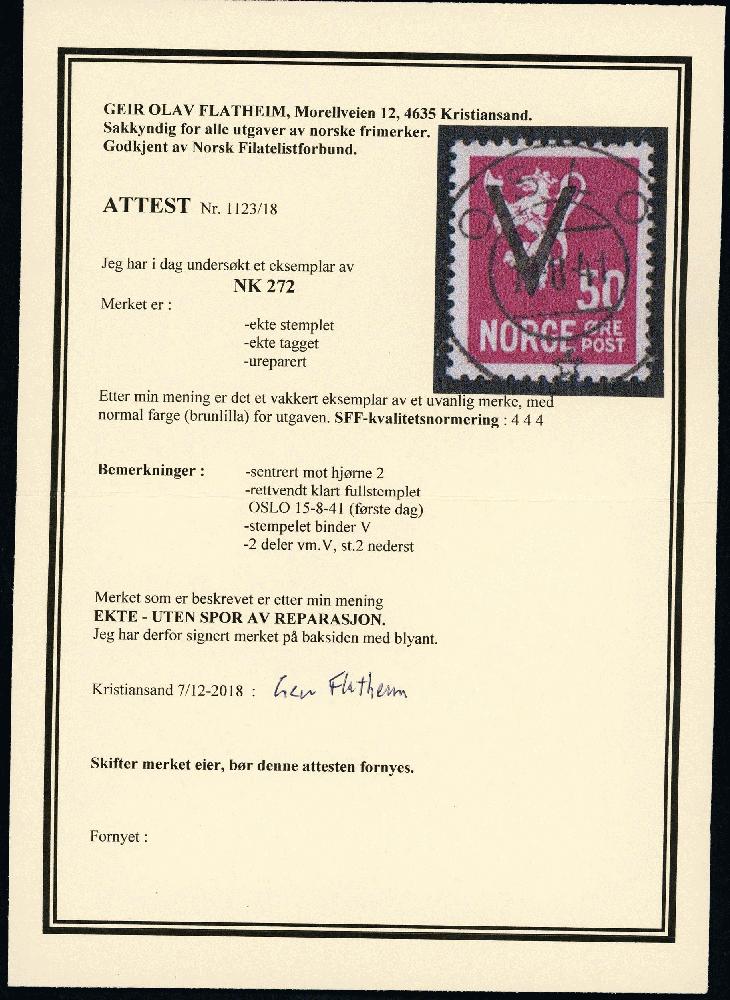 GEIR OLAV FLATHEIM, Morellveien 12, 4635 Kristiansand.
Sakkyndig for alle utgaver av norske frimerker.
Godkjent av Norsk Filatelistforbund.
ATTEST Nr. 1123/18
Jeg har i dag undersøkt et eksemplar av
NK 272
Merket er :
-ekte stemplet
-ekte tagget
-ureparert
OSLO
V
8-41
50
NORGE ØRE
POST
Etter min mening er det et vakkert eksemplar av et uvanlig merke, med
normal farge (brunlilla) for utgaven. SFF-kvalitetsnormering : 4 4 4
Bemerkninger :
-sentrert mot hjørne 2
-rettvendt klart fullstemplet
OSLO 15-8-41 (første dag)
-stempelet binder V
-2 deler vm.V, st.2 nederst
Merket som er beskrevet er etter min mening
EKTE - UTEN SPOR AV REPARASJON.
Jeg har derfor signert merket på baksiden med blyant.
Kristiansand 7/12-2018 : Geir Flatheim
Skifter merket eier, bør denne attesten fornyes.
Fornyet :